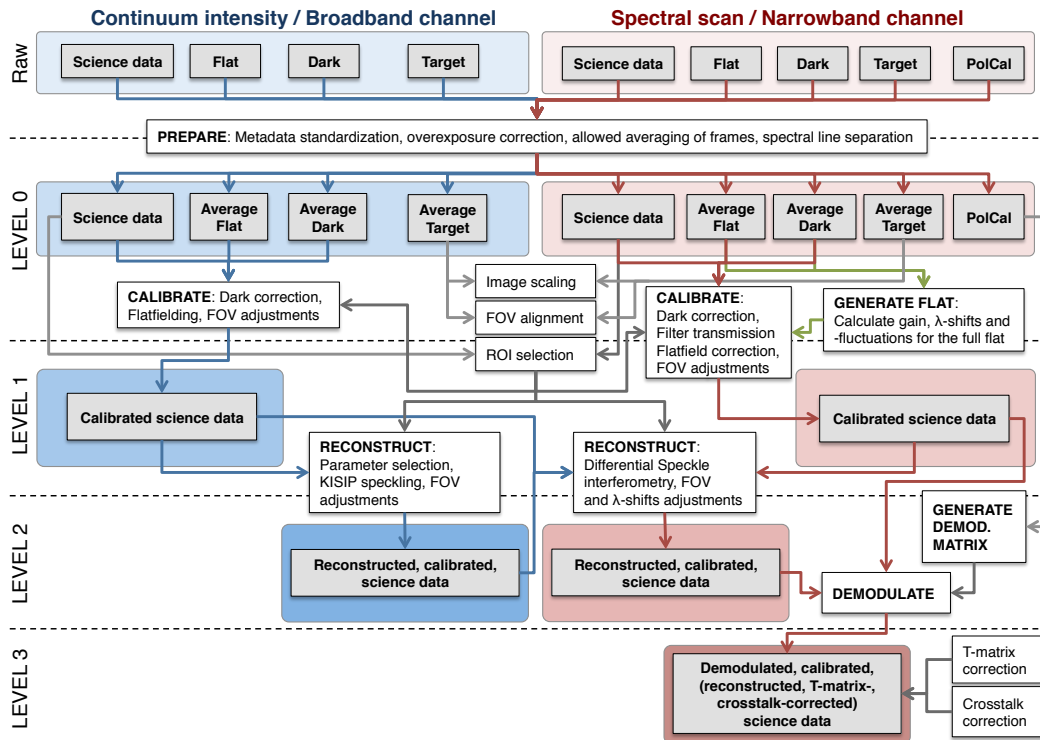 Continuum intensity / Broadband channel
Spectral scan / Narrowband channel
Raw
Science data
Flat
Dark
Target
Science data
Flat
Dark
Target
PolCal
PREPARE: Metadata standardization, overexposure correction, allowed averaging of frames, spectral line separation
LEVEL 0
Science data
Average
Flat
Average
Dark
Average
Target
Science data
Average
Flat
Average
Dark
Average
Target
PolCal
CALIBRATE: Dark correction,
Flatfielding, FOV adjustments
Image scaling
FOV alignment
ROI selection
CALIBRATE:
Dark correction,
Filter transmission
Flatfield correction,
FOV adjustments
GENERATE FLAT:
Calculate gain, λ-shifts and
-fluctuations for the full flat
LEVEL 1
Calibrated science data
Calibrated science data
RECONSTRUCT:
Parameter selection,
KISIP speckling, FOV
adjustments
RECONSTRUCT:
Differential Speckle
interferometry, FOV
and λ-shifts adjustments
LEVEL 2
GENERATE
DEMOD.
MATRIX
Reconstructed, calibrated,
science data
Reconstructed, calibrated,
science data
DEMODULATE
LEVEL 3
Demodulated, calibrated,
(reconstructed, T-matrix-,
crosstalk-corrected)
science data
T-matrix
correction
Crosstalk
correction